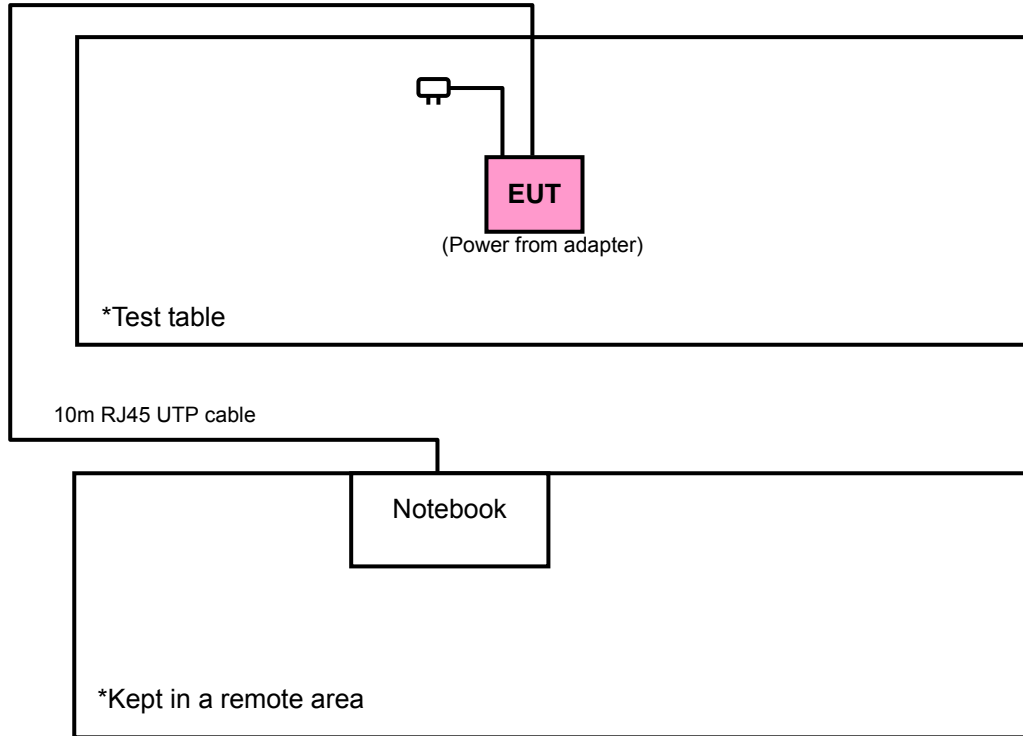 EUT
(Power from adapter)
*Test table
10m RJ45 UTP cable
Notebook
*Kept in a remote area